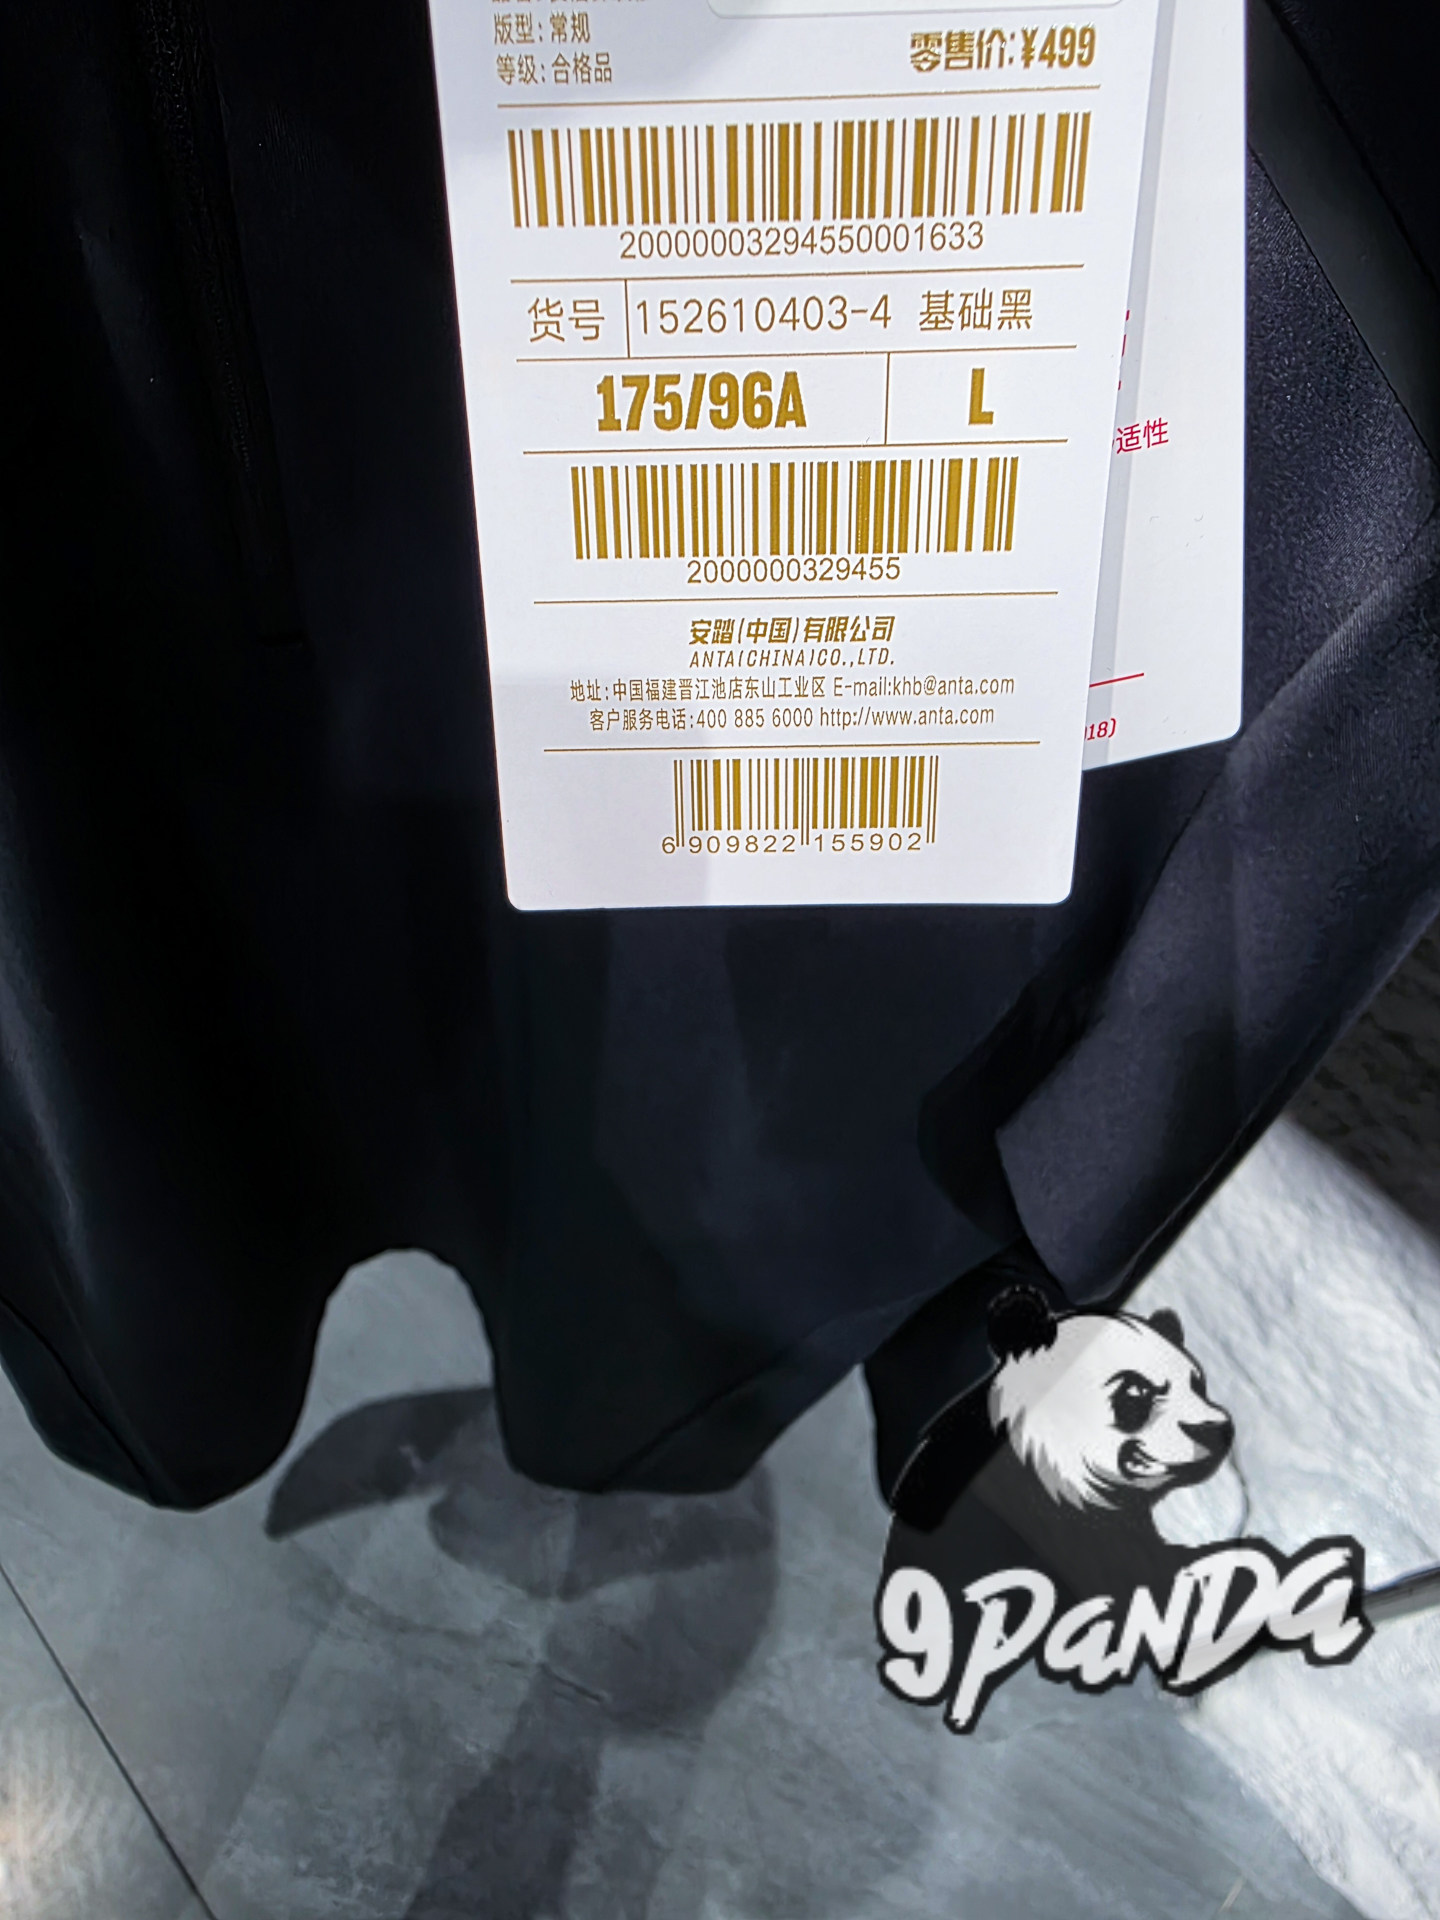 版型:常规
等级:合格品
零售价:¥499
20000003294550001633
货号 152610403-4 基础黑
175/96A L
2000000329455
安踏(中国)有限公司
ANTA(CHINA)CO.,LTD.
地址:中国福建晋江池店东山工业区 E-mail:khb@anta.com
客户服务电话:400 885 6000 http://www.anta.com
6 909822 155902
适性
18)
9PANDA